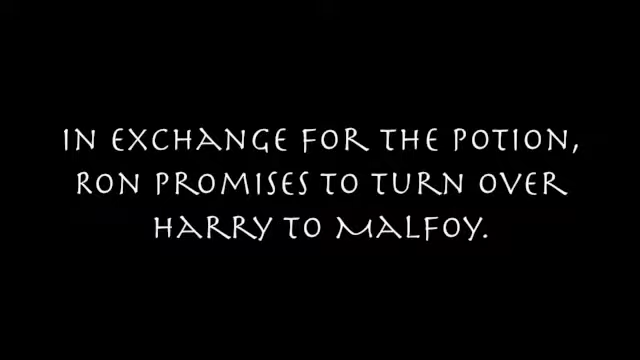 IN EXCHANGE FOR THE POTION,
RON PROMISES TO TURN OVER
HARRY TO MALFOY.